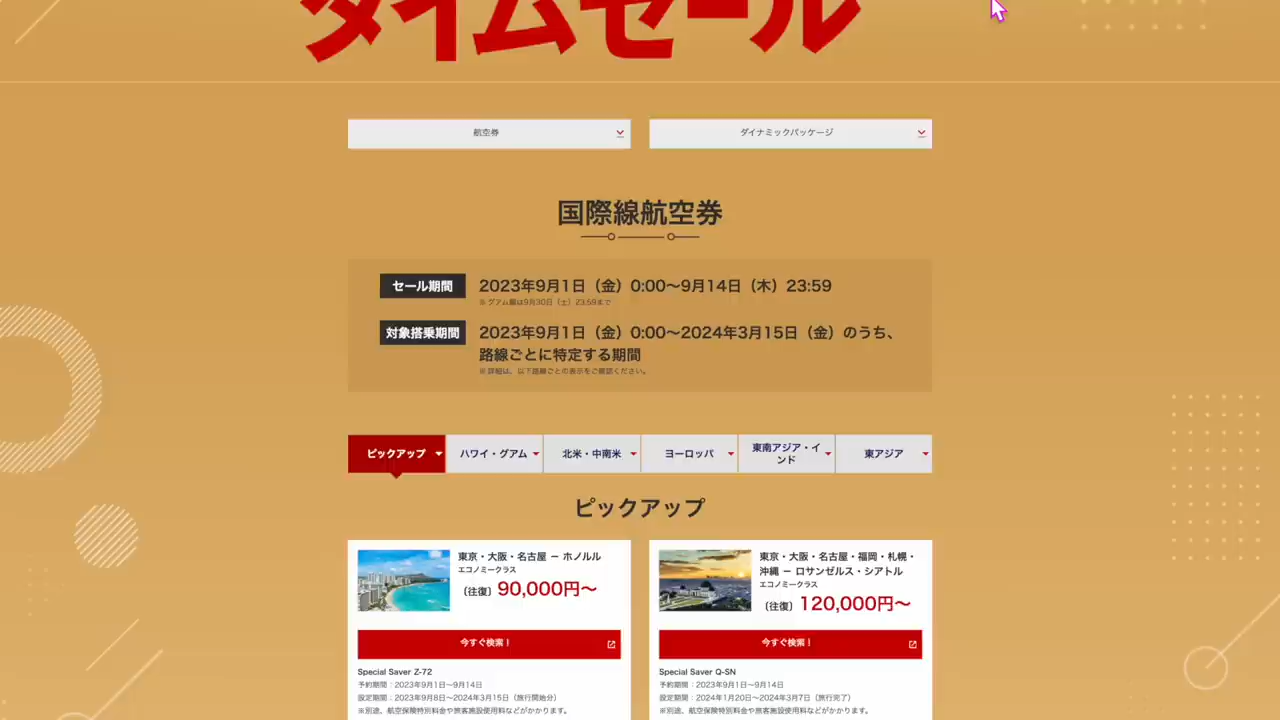 タイムセール
航空券
ダイナミックパッケージ
国際線航空券
セール期間
2023年9月1日（金）0:00〜9月14日（木）23:59
※ グアム線は9月30日（土）23:59まで
対象搭乗期間
2023年9月1日（金）0:00〜2024年3月15日（金）のうち、
路線ごとに特定する期間
※ 詳細は、以下路線ごとの表示をご確認ください。
ピックアップ
ハワイ・グアム
北米・中南米
ヨーロッパ
東南アジア・イ
ンド
東アジア
ピックアップ
東京・大阪・名古屋 − ホノルル
エコノミークラス
（往復）90,000円〜
今すぐ検索！
Special Saver Z-72
予約期間：2023年9月1日〜9月14日
設定期間：2023年9月8日〜2024年3月15日（旅行開始分）
※別途、航空保険特別料金や旅客施設使用料などがかかります。
東京・大阪・名古屋・福岡・札幌・
沖縄 − ロサンゼルス・シアトル
エコノミークラス
（往復）120,000円〜
今すぐ検索！
Special Saver Q-SN
予約期間：2023年9月1日〜9月14日
設定期間：2024年1月20日〜2024年3月7日（旅行完了）
※別途、航空保険特別料金や旅客施設使用料などがかかります。